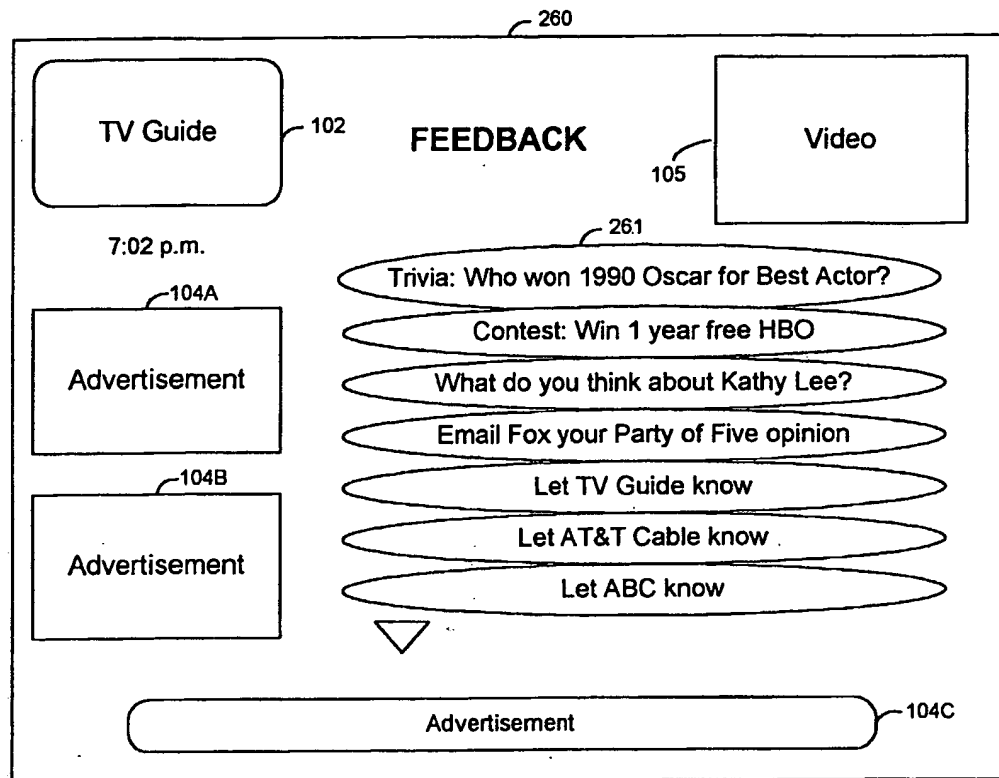 260
TV Guide
102
FEEDBACK
105
Video
7:02 p.m.
261
Trivia: Who won 1990 Oscar for Best Actor?
104A
Contest: Win 1 year free HBO
Advertisement
What do you think about Kathy Lee?
Email Fox your Party of Five opinion
104B
Let TV Guide know
Let AT&T Cable know
Advertisement
Let ABC know
Advertisement
104C